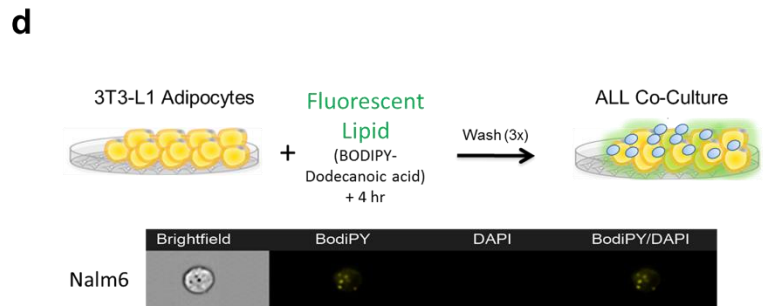 d
3T3-L1 Adipocytes
+
Fluorescent
Lipid
(BODIPY-
Dodecanoic acid)
+ 4 hr
Wash (3x)
ALL Co-Culture
Brightfield BodiPY DAPI BodiPY/DAPI
Nalm6